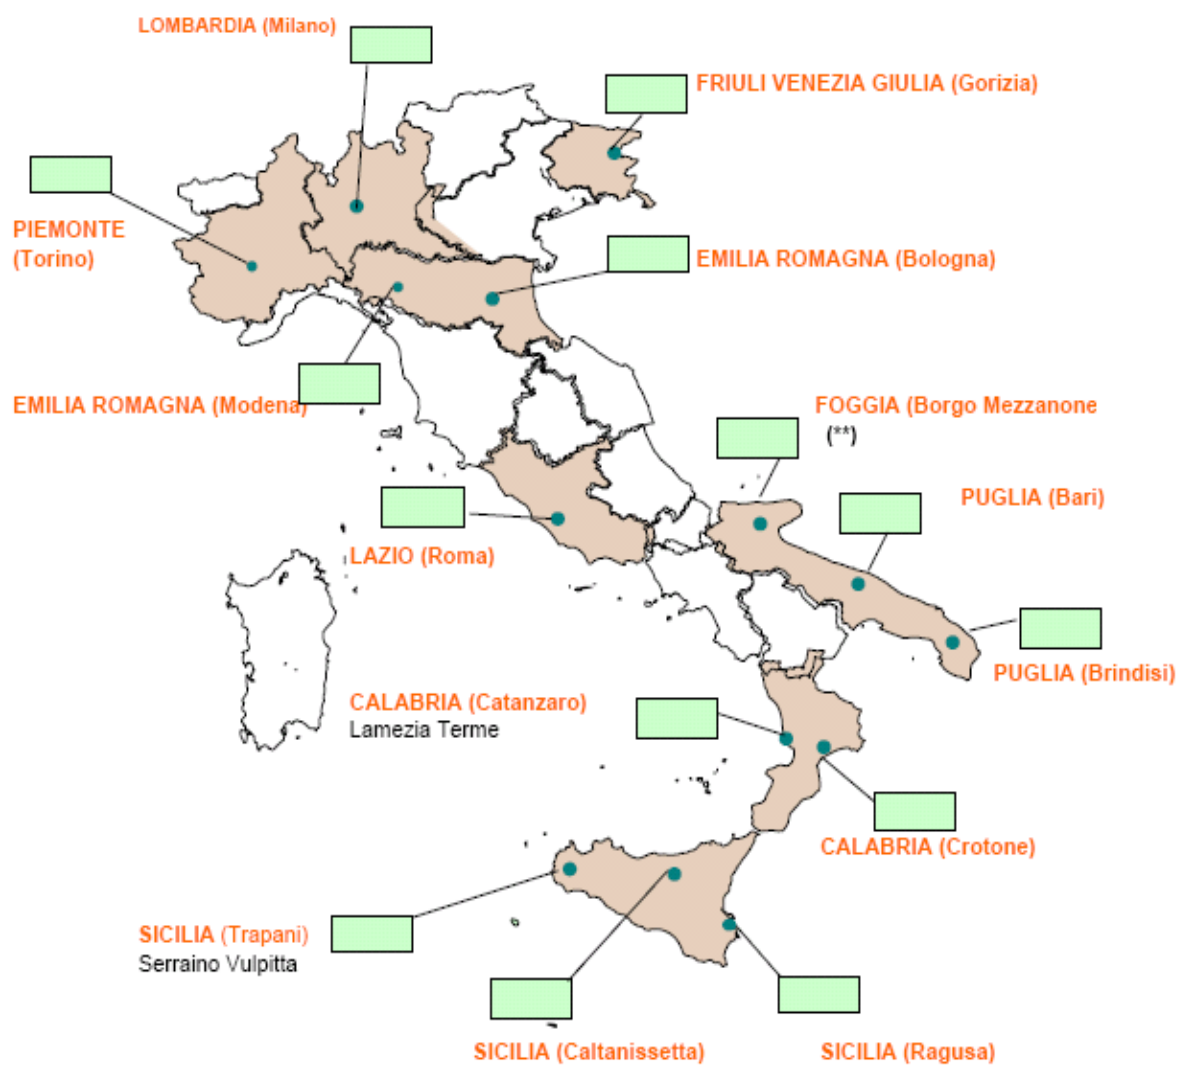 LOMBARDIA (Milano)
FRIULI VENEZIA GIULIA (Gorizia)
PIEMONTE
(Torino)
EMILIA ROMAGNA (Bologna)
EMILIA ROMAGNA (Modena)
FOGGIA (Borgo Mezzanone
(**)
PUGLIA (Bari)
LAZIO (Roma)
PUGLIA (Brindisi)
CALABRIA (Catanzaro)
Lamezia Terme
CALABRIA (Crotone)
SICILIA (Trapani)
Serraino Vulpitta
SICILIA (Caltanissetta)
SICILIA (Ragusa)